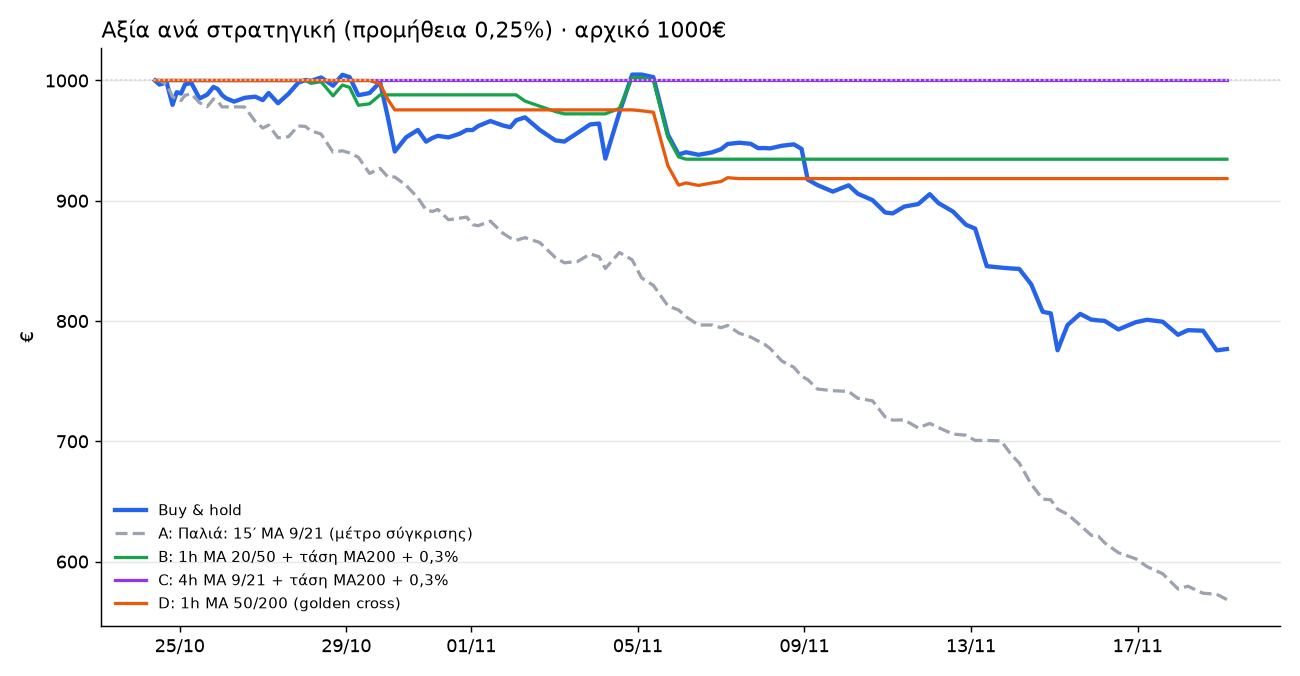 Αξία ανά στρατηγική (προμήθεια 0,25%) · αρχικό 1000€
1000
900
800
700
600
€
Buy & hold
A: Παλιά: 15΄ MA 9/21 (μέτρο σύγκρισης)
B: 1h MA 20/50 + τάση MA200 + 0,3%
C: 4h MA 9/21 + τάση MA200 + 0,3%
D: 1h MA 50/200 (golden cross)
25/10
29/10
01/11
05/11
09/11
13/11
17/11